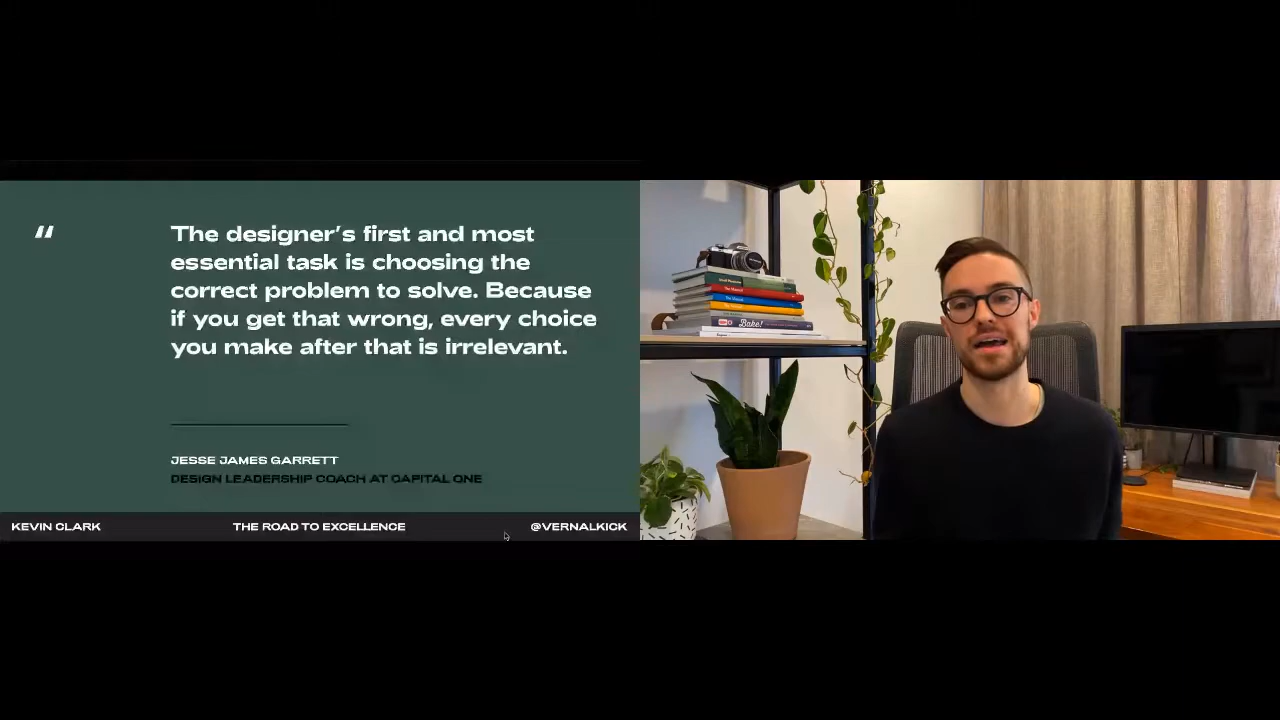 “
The designer’s first and most
essential task is choosing the
correct problem to solve. Because
if you get that wrong, every choice
you make after that is irrelevant.
JESSE JAMES GARRETT
DESIGN LEADERSHIP COACH AT CAPITAL ONE
KEVIN CLARK
THE ROAD TO EXCELLENCE
@VERNALKICK
Bake!